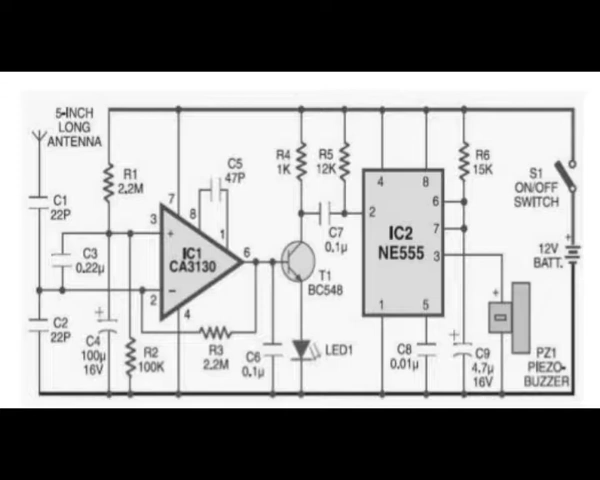 5-INCH
LONG
ANTENNA
C1
22P
C3
0.22µ
C2
22P
R1
2.2M
C4
100µ
16V
R2
100K
7
8
3
+
IC1
CA3130
1
6
2
−
4
C5
47P
R3
2.2M
C6
0.1µ
R4
1K
R5
12K
C7
0.1µ
T1
BC548
LED1
4
8
2
IC2
NE555
6
7
3
1
5
C8
0.01µ
R6
15K
+
C9
4.7µ
16V
S1
ON/OFF
SWITCH
+
12V
BATT.
+
PZ1
PIEZO-
BUZZER
+